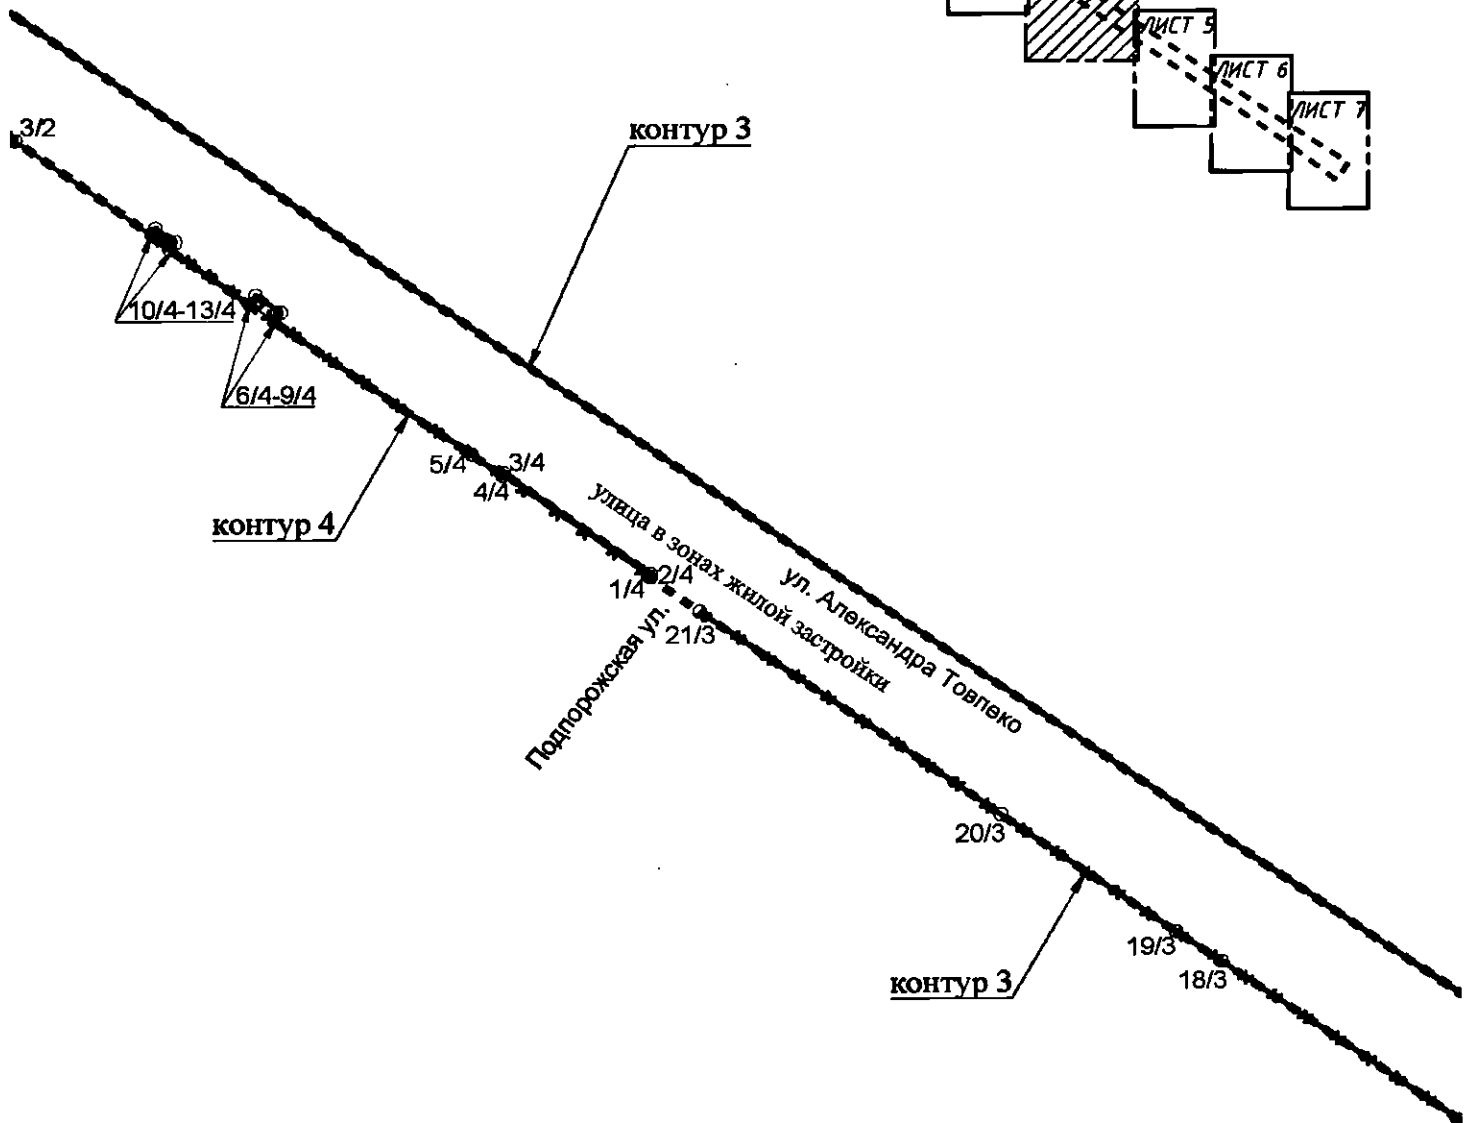 ЛИСТ 5
ЛИСТ 6
ЛИСТ 7
3/2
контур 3
10/4-13/4
6/4-9/4
5/4
3/4
4/4
контур 4
улица в зонах жилой застройки
ул. Александра Товпеко
1/4
2/4
21/3
Подпорожская ул.
20/3
19/3
18/3
контур 3